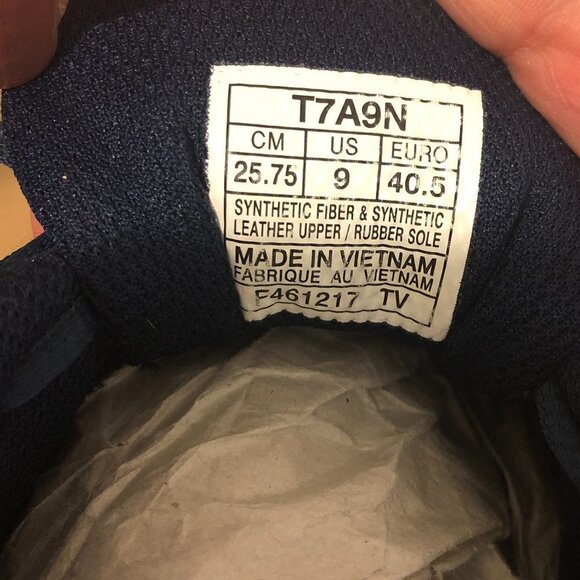 T7A9N
CM US EURO
25.75 9 40.5
SYNTHETIC FIBER & SYNTHETIC
LEATHER UPPER / RUBBER SOLE
MADE IN VIETNAM
FABRIQUE AU VIETNAM
F461217 TV